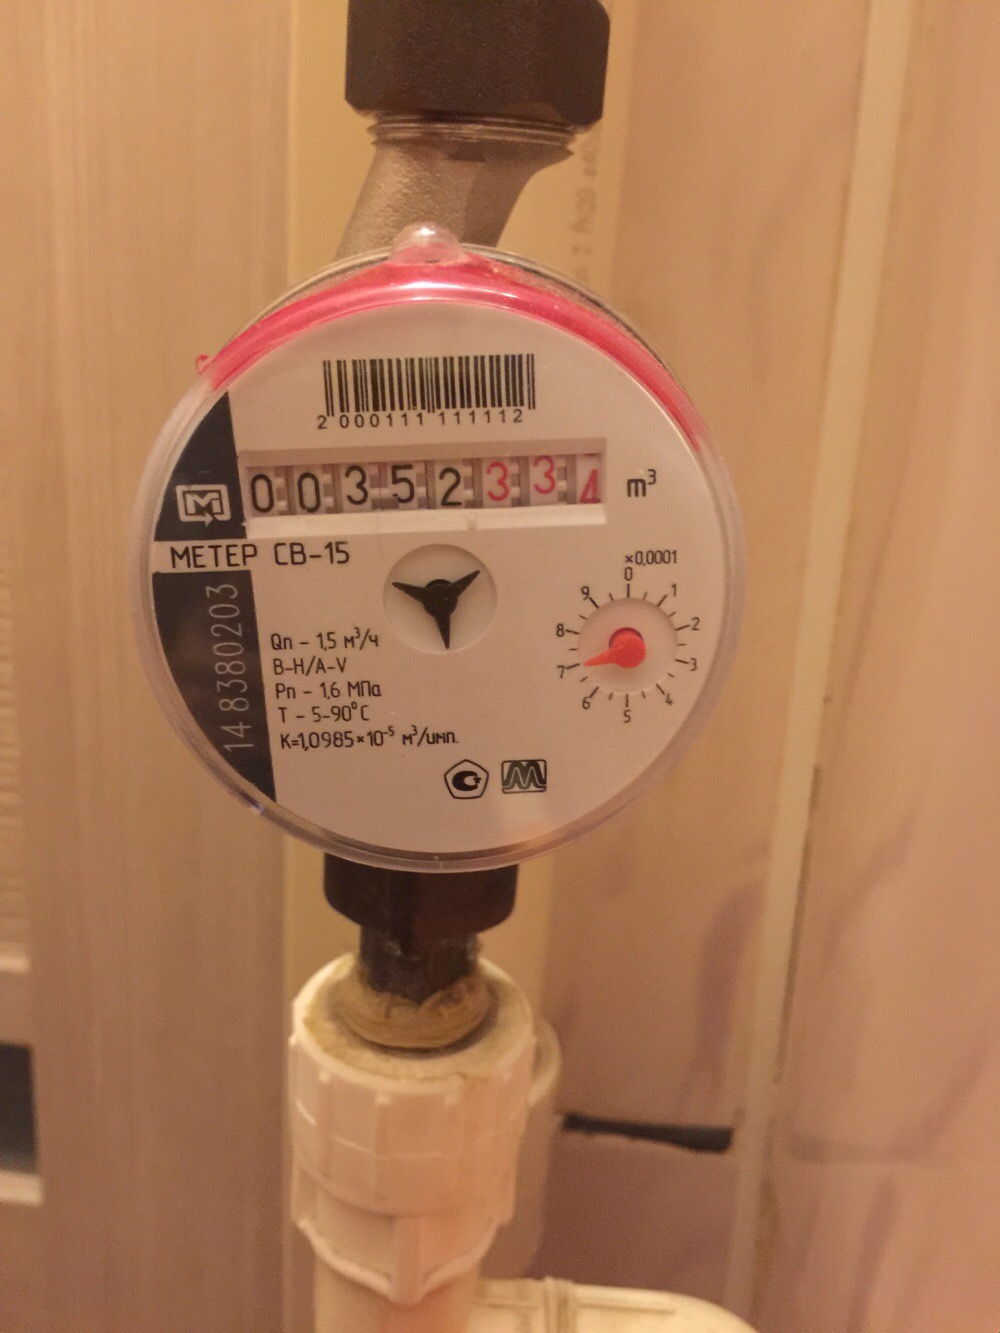 2 000111 111112
00352334 m³
МЕТЕР СВ-15
×0,0001
0
1
2
3
4
5
6
7
8
9
14 8380203
Qn - 1,5 м³/ч
В-Н/А-V
Pn - 1,6 МПа
T - 5-90°C
K=1,0985×10⁻⁵ м³/имп.